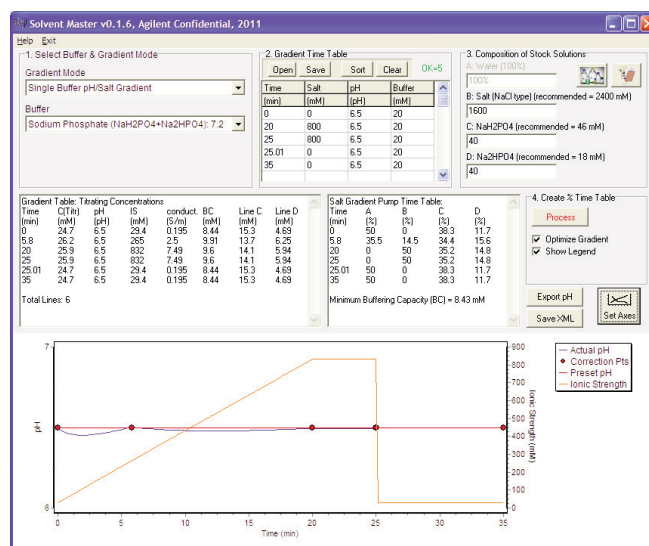 Solvent Master v0.1.6, Agilent Confidential, 2011
Help Exit
1. Select Buffer & Gradient Mode
Gradient Mode
Single Buffer pH/Salt Gradient
Buffer
Sodium Phosphate (NaH2PO4+Na2HPO4): 7.2
2. Gradient Time Table
Open Save Sort Clear OK=5
Time Salt pH Buffer
(min) (mM) (pH) (mM)
0 0 6.5 20
20 800 6.5 20
25 800 6.5 20
25.01 0 6.5 20
35 0 6.5 20
3. Composition of Stock Solutions
A: Water (100%)
100%
B: Salt (NaCl type) (recommended = 2400 mM)
1600
C: NaH2PO4 (recommended = 46 mM)
40
D: Na2HPO4 (recommended = 18 mM)
40
Gradient Table: Titrating Concentrations
Time C(Titr) pH IS conduct. BC Line C Line D
(min) (mM) (pH) (mM) (S/m) (mM) (mM) (mM)
0 24.7 6.5 29.4 0.195 8.44 15.3 4.69
5.8 26.2 6.5 265 2.5 9.91 13.7 6.25
20 25.9 6.5 832 7.49 9.6 14.1 5.94
25 25.9 6.5 832 7.49 9.6 14.1 5.94
25.01 24.7 6.5 29.4 0.195 8.44 15.3 4.69
35 24.7 6.5 29.4 0.195 8.44 15.3 4.69
Total Lines: 6
Salt Gradient Pump Time Table:
Time A B C D
(min) (%) (%) (%) (%)
0 50 0 38.3 11.7
5.8 35.5 14.5 34.4 15.6
20 0 50 35.2 14.8
25 0 50 35.2 14.8
25.01 50 0 38.3 11.7
35 50 0 38.3 11.7
Minimum Buffering Capacity (BC) = 8.43 mM
4. Create % Time Table
Process
Optimize Gradient
Show Legend
Export pH
Save XML
Set Axes
7
6
pH
0 5 10 15 20 25 30 35
Time (min)
900
800
700
600
500
400
300
200
100
0
Ionic Strength (mM)
Actual pH
Correction Pts
Preset pH
Ionic Strength